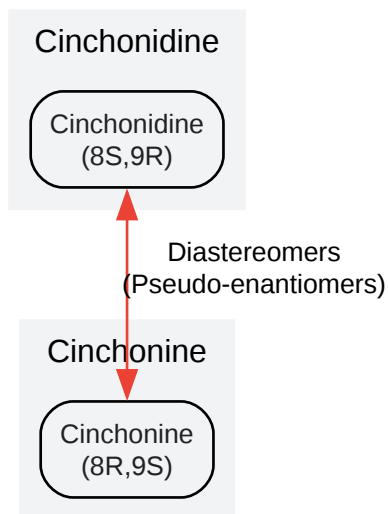 Cinchonidine
Cinchonidine
(8S,9R)
Diastereomers
(Pseudo-enantiomers)
Cinchonine
Cinchonine
(8R,9S)